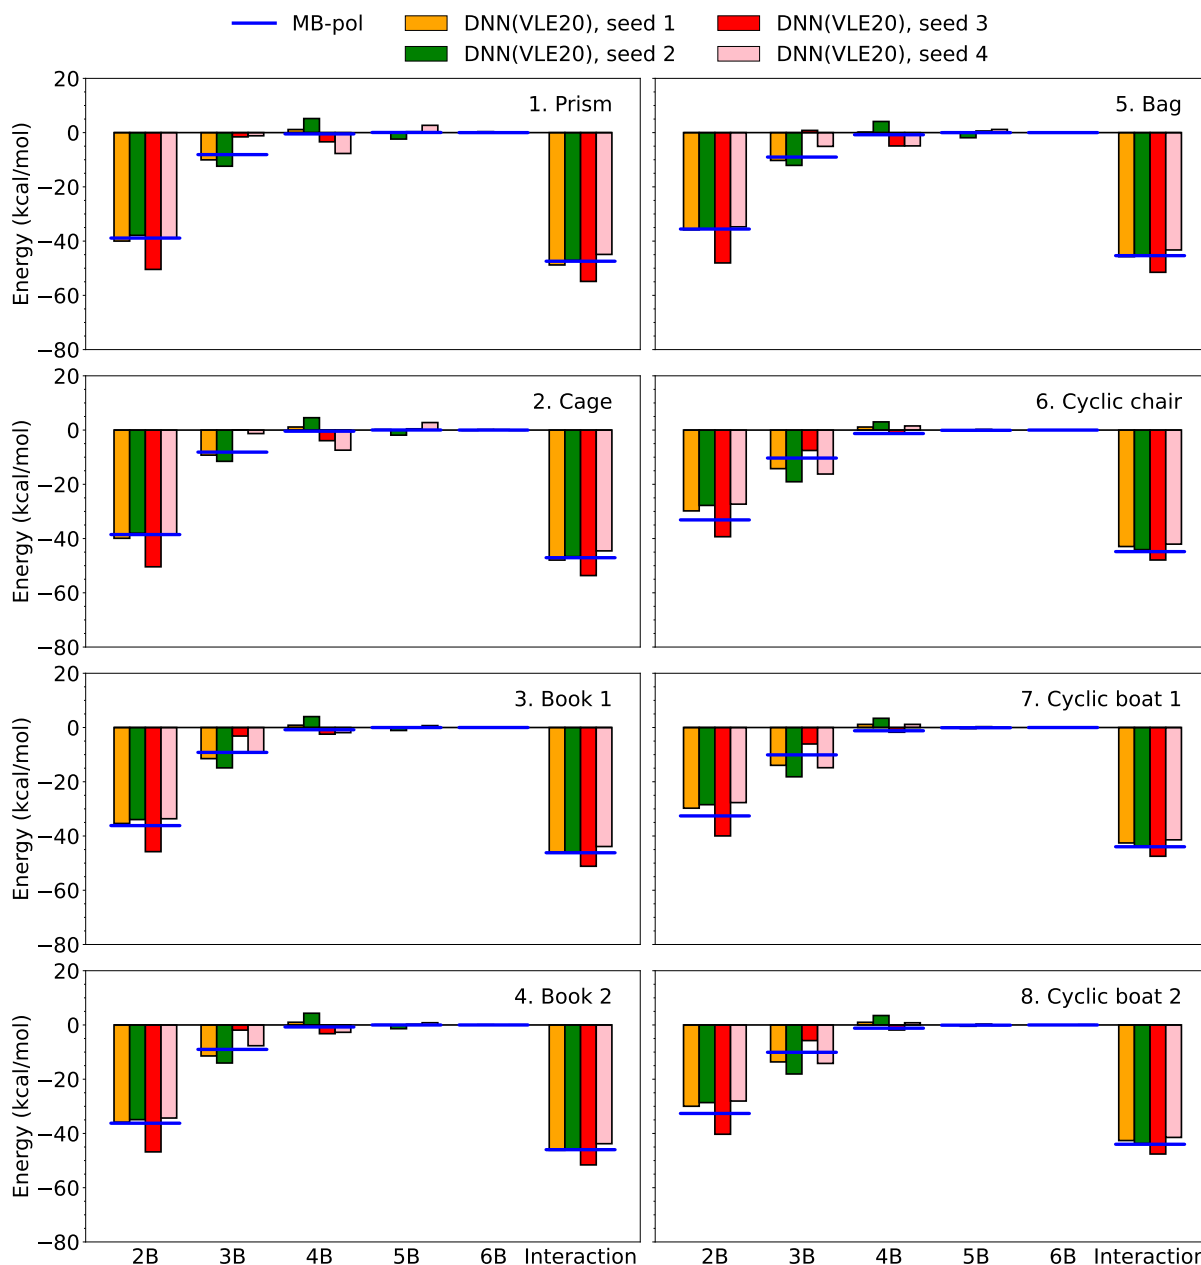 MB-pol
DNN(VLE20), seed 1
DNN(VLE20), seed 3
DNN(VLE20), seed 2
DNN(VLE20), seed 4
20
0
−20
−40
−60
−80
Energy (kcal/mol)
1. Prism
5. Bag
20
0
−20
−40
−60
−80
Energy (kcal/mol)
2. Cage
6. Cyclic chair
20
0
−20
−40
−60
−80
Energy (kcal/mol)
3. Book 1
7. Cyclic boat 1
20
0
−20
−40
−60
−80
Energy (kcal/mol)
4. Book 2
8. Cyclic boat 2
2B 3B 4B 5B 6B Interaction
2B 3B 4B 5B 6B Interaction